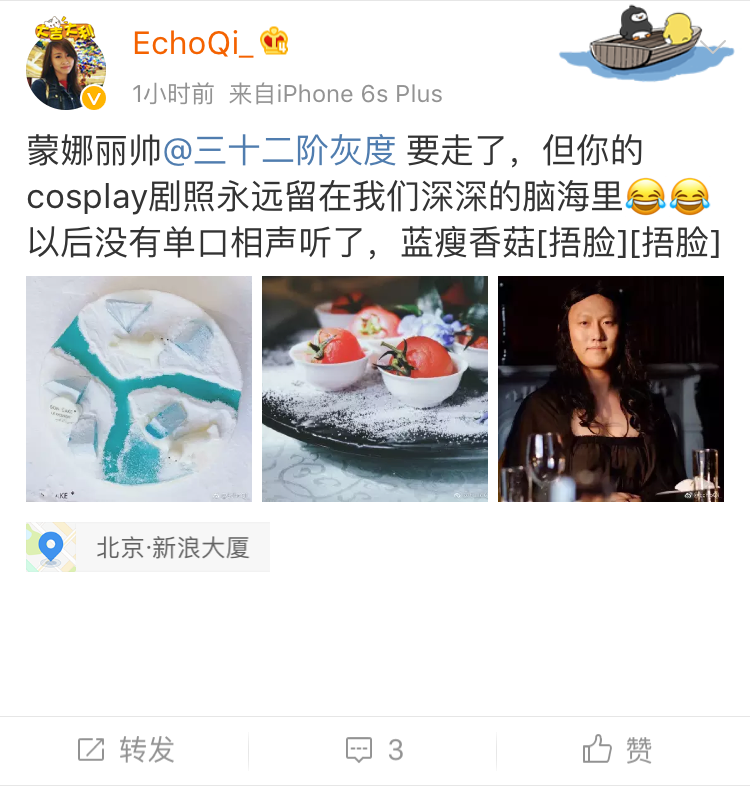 大吉大利
EchoQi_
1小时前 来自iPhone 6s Plus
蒙娜丽帅@三十二阶灰度 要走了，但你的
cosplay剧照永远留在我们深深的脑海里😂😂
以后没有单口相声听了，蓝瘦香菇[捂脸][捂脸]
北京·新浪大厦
转发
3
赞